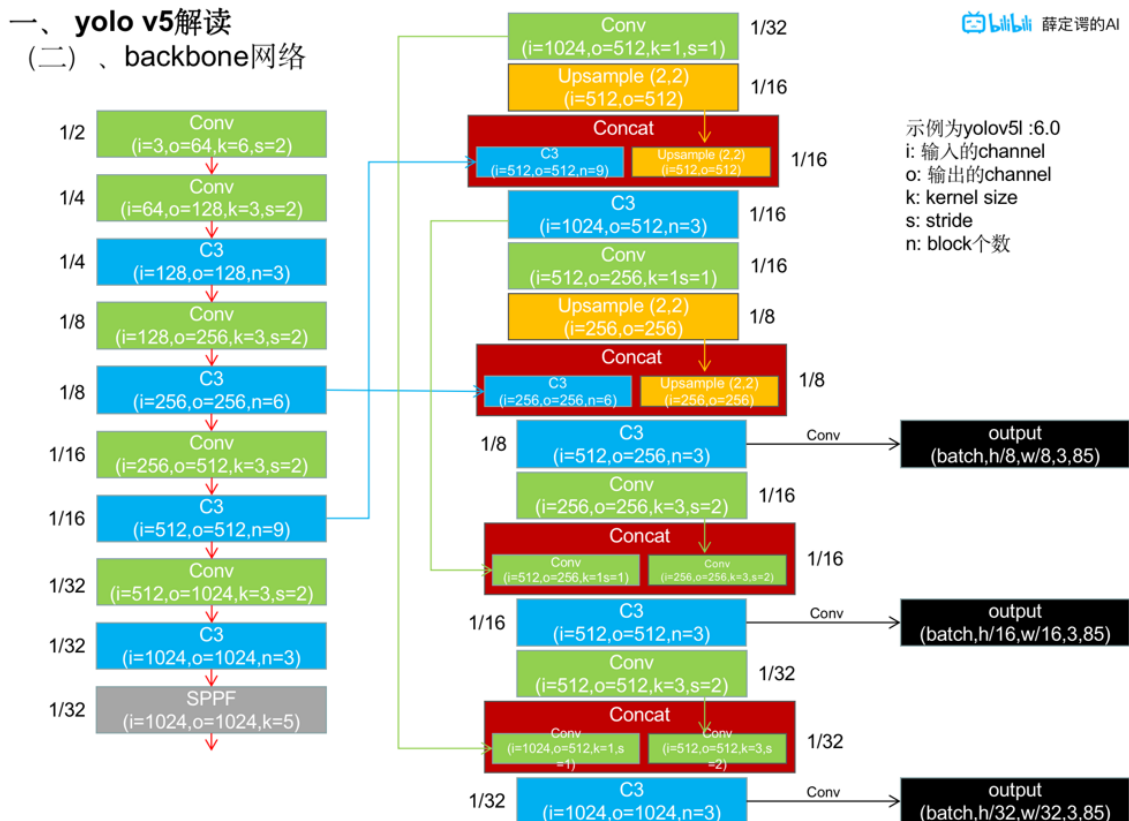 一、 yolo v5解读
（二）、backbone网络
bilibili 薛定谔的AI
示例为yolov5l :6.0
i: 输入的channel
o: 输出的channel
k: kernel size
s: stride
n: block个数
1/2
Conv
(i=3,o=64,k=6,s=2)
1/4
Conv
(i=64,o=128,k=3,s=2)
1/4
C3
(i=128,o=128,n=3)
1/8
Conv
(i=128,o=256,k=3,s=2)
1/8
C3
(i=256,o=256,n=6)
1/16
Conv
(i=256,o=512,k=3,s=2)
1/16
C3
(i=512,o=512,n=9)
1/32
Conv
(i=512,o=1024,k=3,s=2)
1/32
C3
(i=1024,o=1024,n=3)
1/32
SPPF
(i=1024,o=1024,k=5)
Conv
(i=1024,o=512,k=1,s=1)
1/32
Upsample (2,2)
(i=512,o=512)
1/16
Concat
C3
(i=512,o=512,n=9)
Upsample (2,2)
(i=512,o=512)
1/16
C3
(i=1024,o=512,n=3)
1/16
Conv
(i=512,o=256,k=1s=1)
1/16
Upsample (2,2)
(i=256,o=256)
1/8
Concat
C3
(i=256,o=256,n=6)
Upsample (2,2)
(i=256,o=256)
1/8
1/8
C3
(i=512,o=256,n=3)
Conv
output
(batch,h/8,w/8,3,85)
Conv
(i=256,o=256,k=3,s=2)
1/16
Concat
Conv
(i=512,o=256,k=1s=1)
Conv
(i=256,o=256,k=3,s=2)
1/16
1/16
C3
(i=512,o=512,n=3)
Conv
output
(batch,h/16,w/16,3,85)
Conv
(i=512,o=512,k=3,s=2)
1/32
Concat
Conv
(i=1024,o=512,k=1,s
=1)
Conv
(i=512,o=512,k=3,s
=2)
1/32
1/32
C3
(i=1024,o=1024,n=3)
Conv
output
(batch,h/32,w/32,3,85)